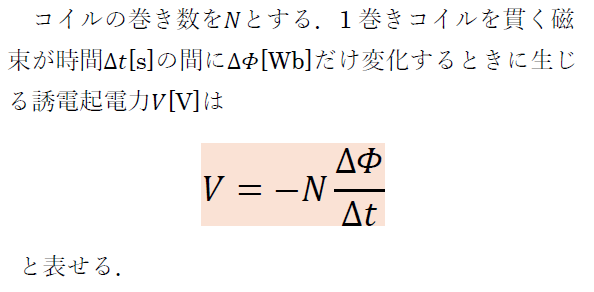 コイルの巻き数をNとする．１巻きコイルを貫く磁
束が時間Δt[s]の間にΔΦ[Wb]だけ変化するときに生じ
る誘電起電力V[V]は
V = −N ΔΦ/Δt
と表せる．